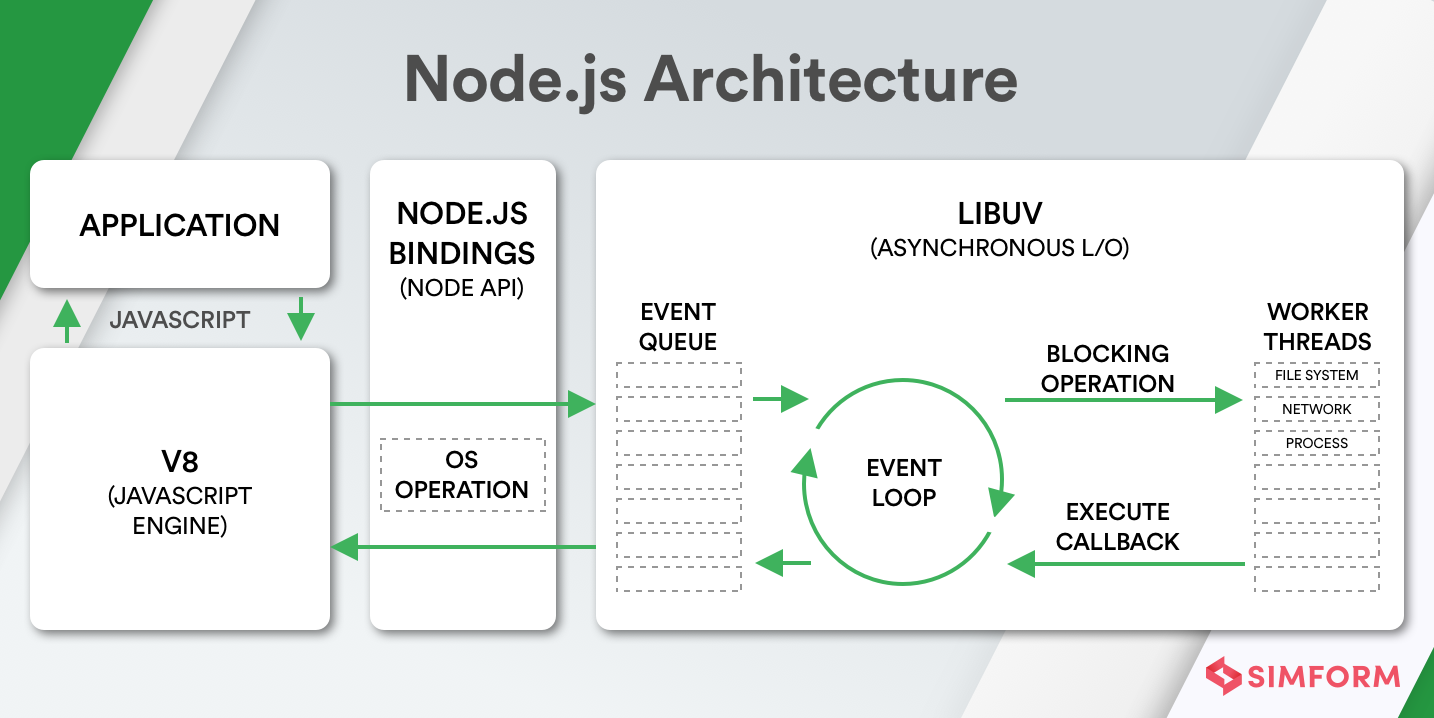 Node.js Architecture
APPLICATION
JAVASCRIPT
V8
(JAVASCRIPT
ENGINE)
NODE.JS
BINDINGS
(NODE API)
OS
OPERATION
LIBUV
(ASYNCHRONOUS L/O)
EVENT
QUEUE
EVENT
LOOP
BLOCKING
OPERATION
EXECUTE
CALLBACK
WORKER
THREADS
FILE SYSTEM
NETWORK
PROCESS
SIMFORM